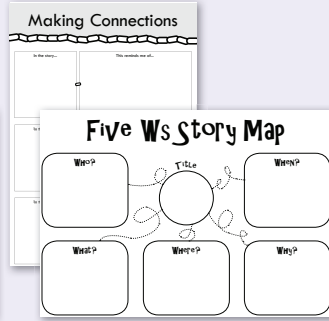 Making Connections
In the story...
This reminds me of...
Five Ws Story Map
Who?
Title
When?
What?
Where?
Why?